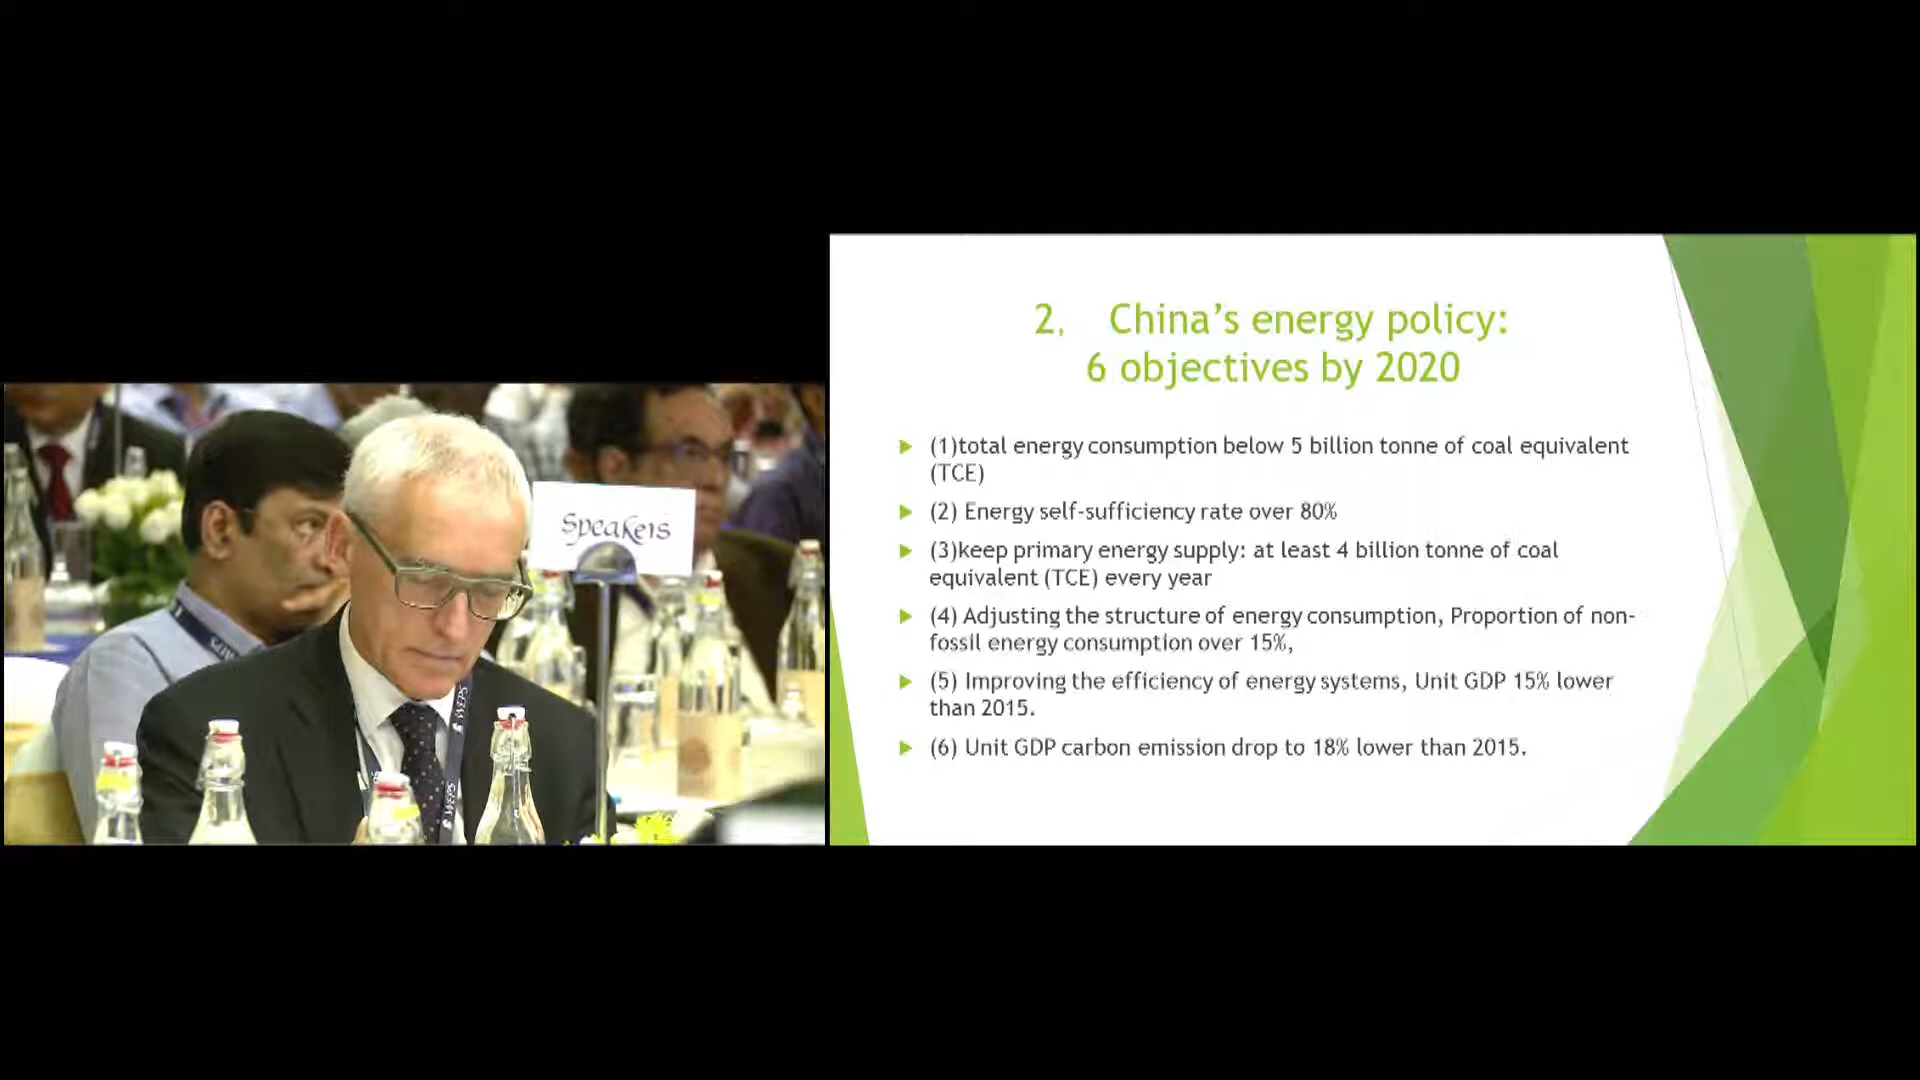 Speakers
2. China's energy policy:
6 objectives by 2020
(1)total energy consumption below 5 billion tonne of coal equivalent
(TCE)
(2) Energy self-sufficiency rate over 80%
(3)keep primary energy supply: at least 4 billion tonne of coal
equivalent (TCE) every year
(4) Adjusting the structure of energy consumption, Proportion of non-
fossil energy consumption over 15%,
(5) Improving the efficiency of energy systems, Unit GDP 15% lower
than 2015.
(6) Unit GDP carbon emission drop to 18% lower than 2015.